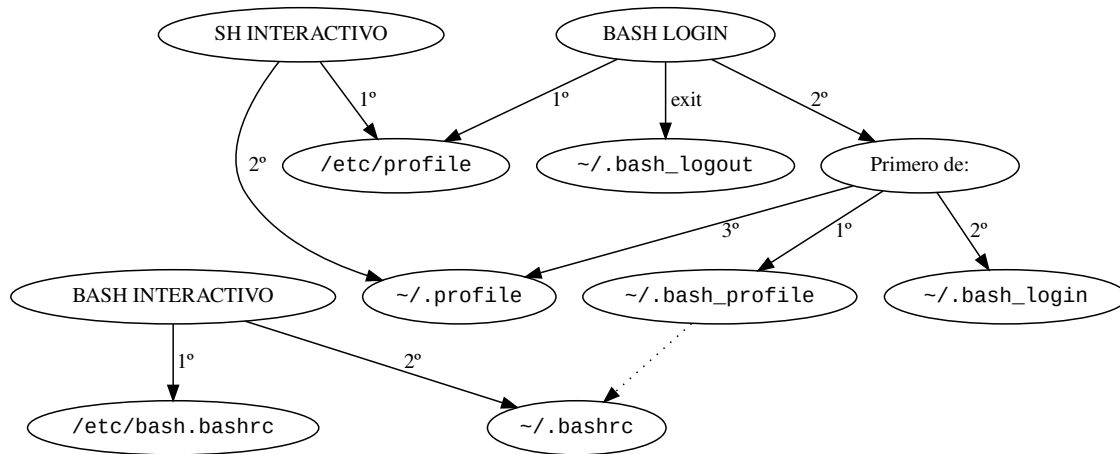 SH INTERACTIVO
BASH LOGIN
1º
1º
exit
2º
2º
/etc/profile
~/.bash_logout
Primero de:
3º
1º
2º
BASH INTERACTIVO
~/.profile
~/.bash_profile
~/.bash_login
1º
2º
/etc/bash.bashrc
~/.bashrc